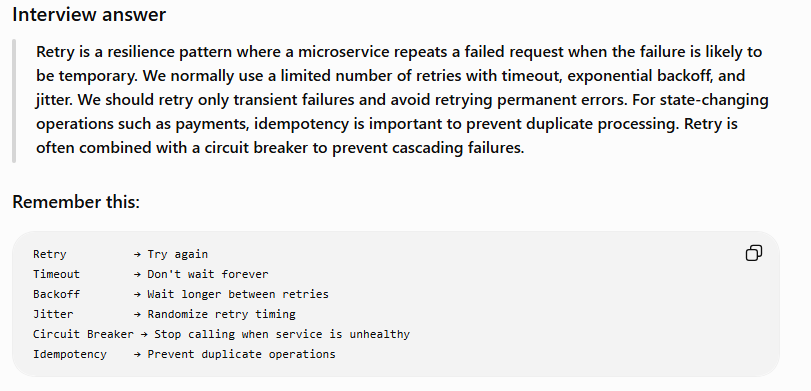 Interview answer
Retry is a resilience pattern where a microservice repeats a failed request when the failure is likely to
be temporary. We normally use a limited number of retries with timeout, exponential backoff, and
jitter. We should retry only transient failures and avoid retrying permanent errors. For state-changing
operations such as payments, idempotency is important to prevent duplicate processing. Retry is
often combined with a circuit breaker to prevent cascading failures.
Remember this:
Retry → Try again
Timeout → Don't wait forever
Backoff → Wait longer between retries
Jitter → Randomize retry timing
Circuit Breaker → Stop calling when service is unhealthy
Idempotency → Prevent duplicate operations